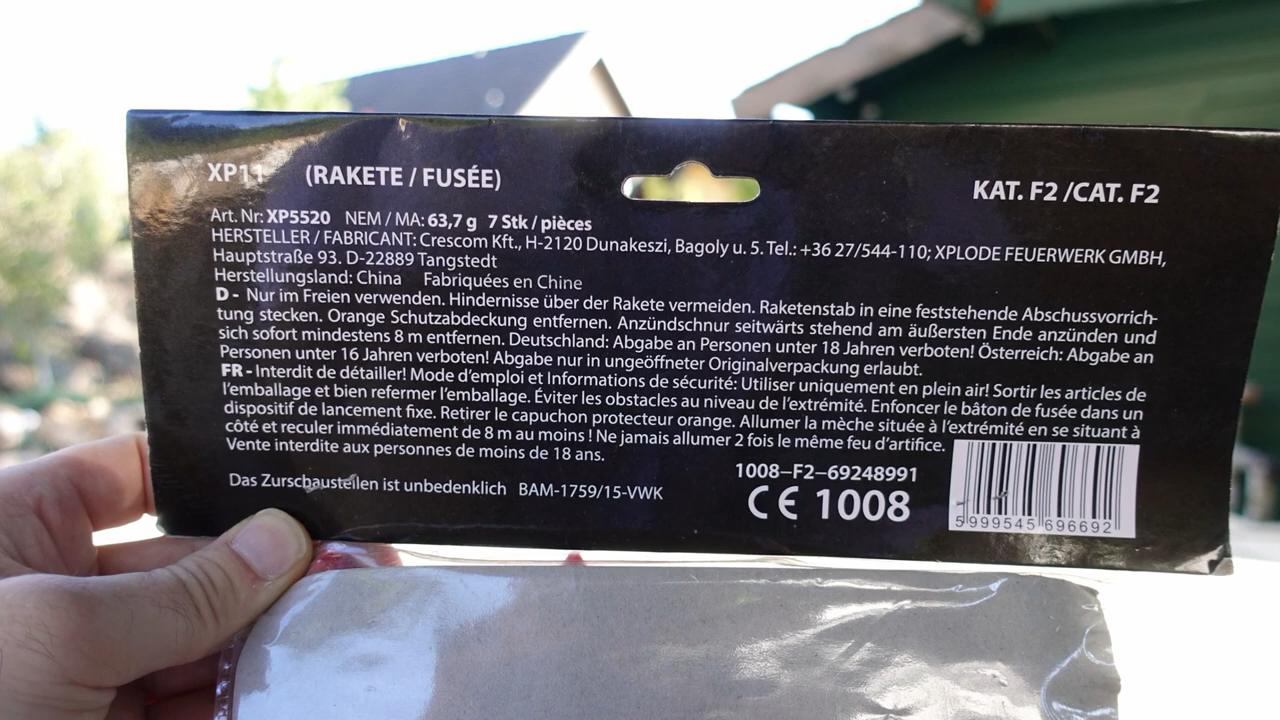 XP11 (RAKETE / FUSÉE)
KAT. F2 /CAT. F2
Art. Nr: XP5520 NEM / MA: 63,7 g 7 Stk / pièces
HERSTELLER / FABRICANT: Crescom Kft., H-2120 Dunakeszi, Bagoly u. 5. Tel.: +36 27/544-110; XPLODE FEUERWERK GMBH,
Hauptstraße 93. D-22889 Tangstedt
Herstellungsland: China Fabriquées en Chine
D - Nur im Freien verwenden. Hindernisse über der Rakete vermeiden. Raketenstab in eine feststehende Abschussvorrich-
tung stecken. Orange Schutzabdeckung entfernen. Anzündschnur seitwärts stehend am äußersten Ende anzünden und
sich sofort mindestens 8 m entfernen. Deutschland: Abgabe an Personen unter 18 Jahren verboten! Österreich: Abgabe an
Personen unter 16 Jahren verboten! Abgabe nur in ungeöffneter Originalverpackung erlaubt.
FR - Interdit de détailler! Mode d'emploi et Informations de sécurité: Utiliser uniquement en plein air! Sortir les articles de
l'emballage et bien refermer l'emballage. Éviter les obstacles au niveau de l'extrémité. Enfoncer le bâton de fusée dans un
dispositif de lancement fixe. Retirer le capuchon protecteur orange. Allumer la mèche située à l'extrémité en se situant à
côté et reculer immédiatement de 8 m au moins ! Ne jamais allumer 2 fois le même feu d'artifice.
Vente interdite aux personnes de moins de 18 ans.
Das Zurschaustellen ist unbedenklich BAM-1759/15-VWK
1008-F2-69248991
CE 1008
5 999545 696692